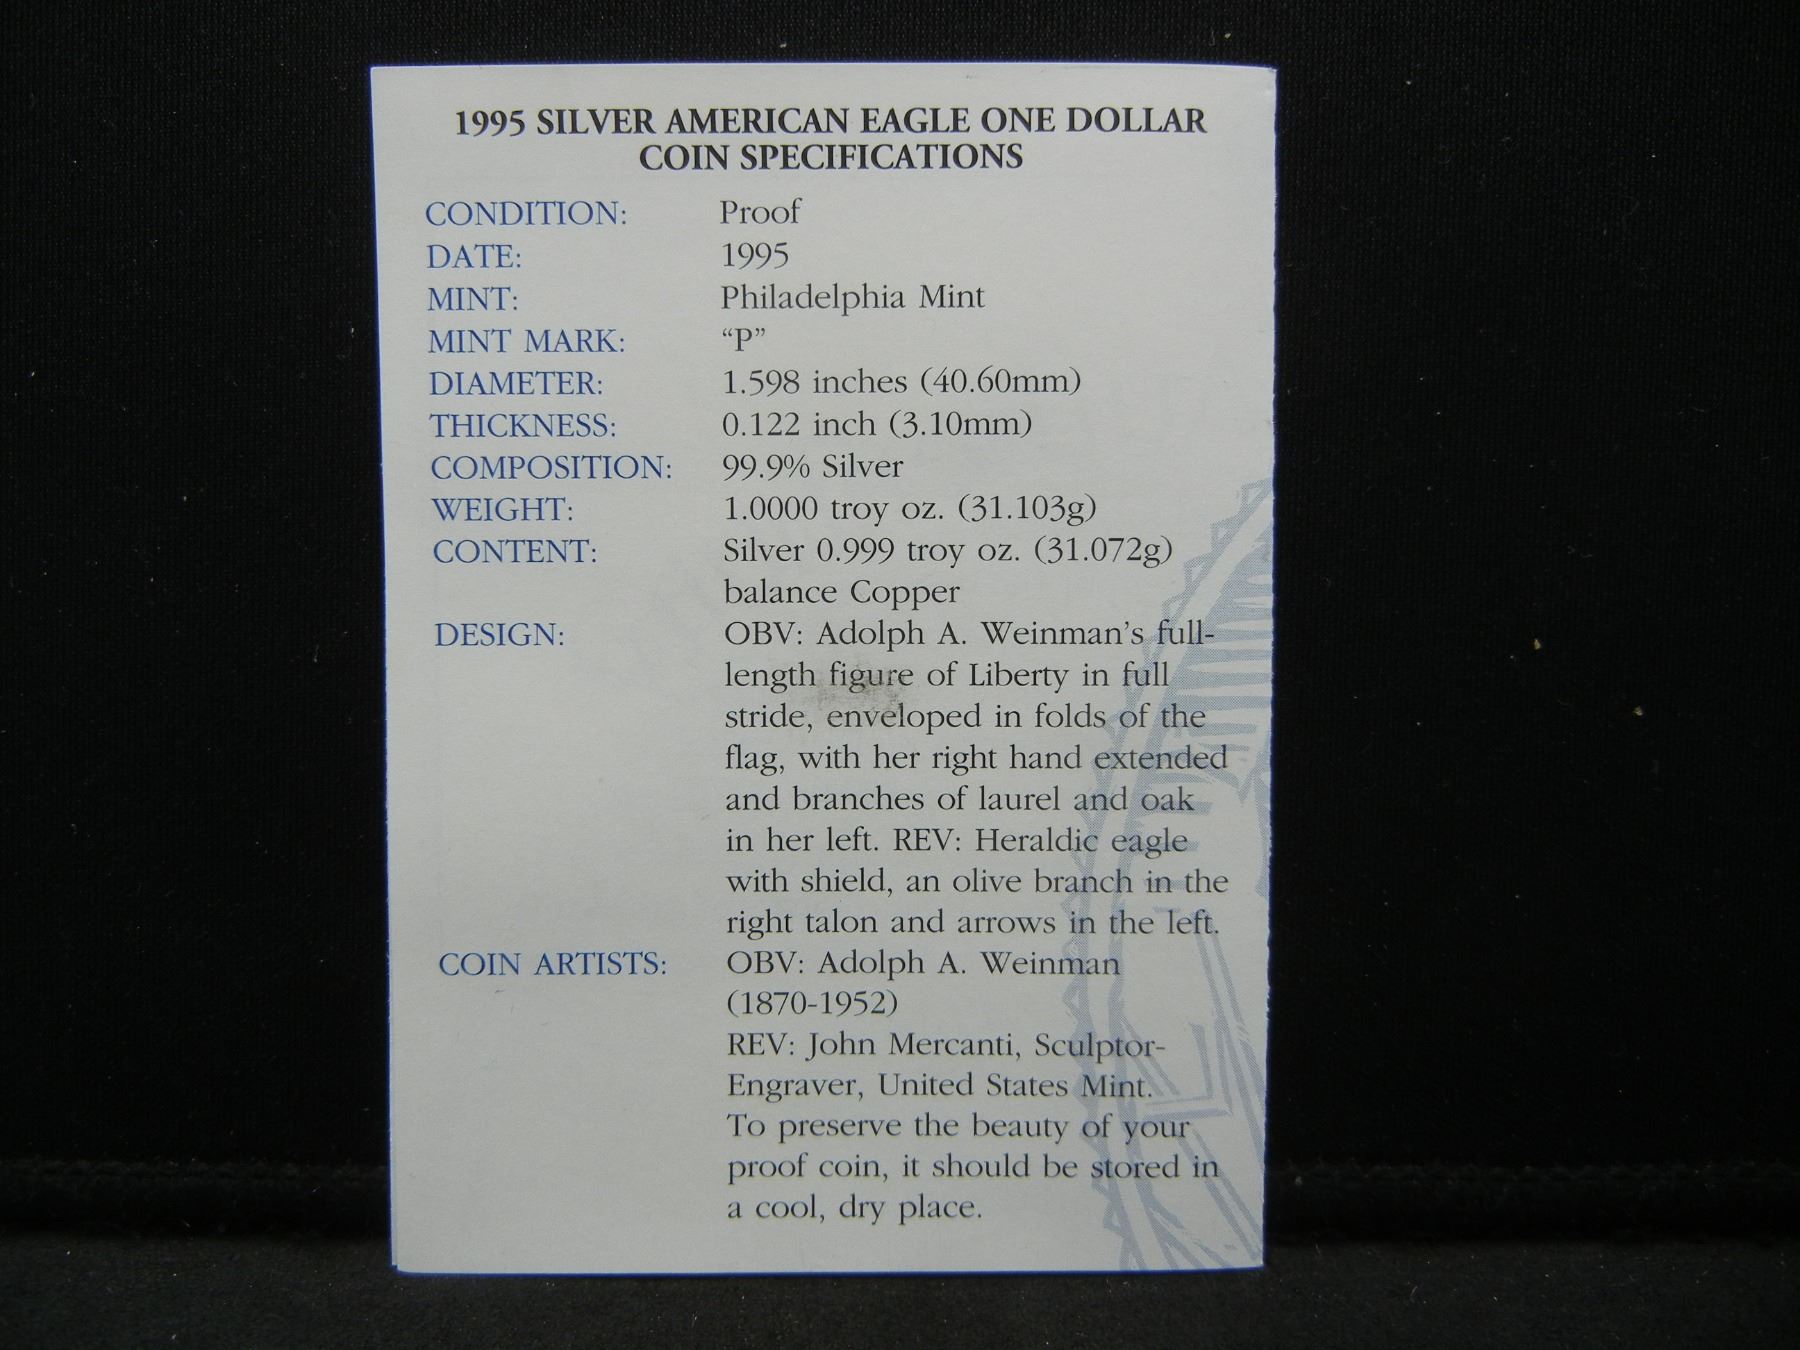 1995 SILVER AMERICAN EAGLE ONE DOLLAR
COIN SPECIFICATIONS
CONDITION: Proof
DATE: 1995
MINT: Philadelphia Mint
MINT MARK: “P”
DIAMETER: 1.598 inches (40.60mm)
THICKNESS: 0.122 inch (3.10mm)
COMPOSITION: 99.9% Silver
WEIGHT: 1.0000 troy oz. (31.103g)
CONTENT: Silver 0.999 troy oz. (31.072g)
balance Copper
DESIGN: OBV: Adolph A. Weinman’s full-
length figure of Liberty in full
stride, enveloped in folds of the
flag, with her right hand extended
and branches of laurel and oak
in her left. REV: Heraldic eagle
with shield, an olive branch in the
right talon and arrows in the left.
COIN ARTISTS: OBV: Adolph A. Weinman
(1870-1952)
REV: John Mercanti, Sculptor-
Engraver, United States Mint.
To preserve the beauty of your
proof coin, it should be stored in
a cool, dry place.